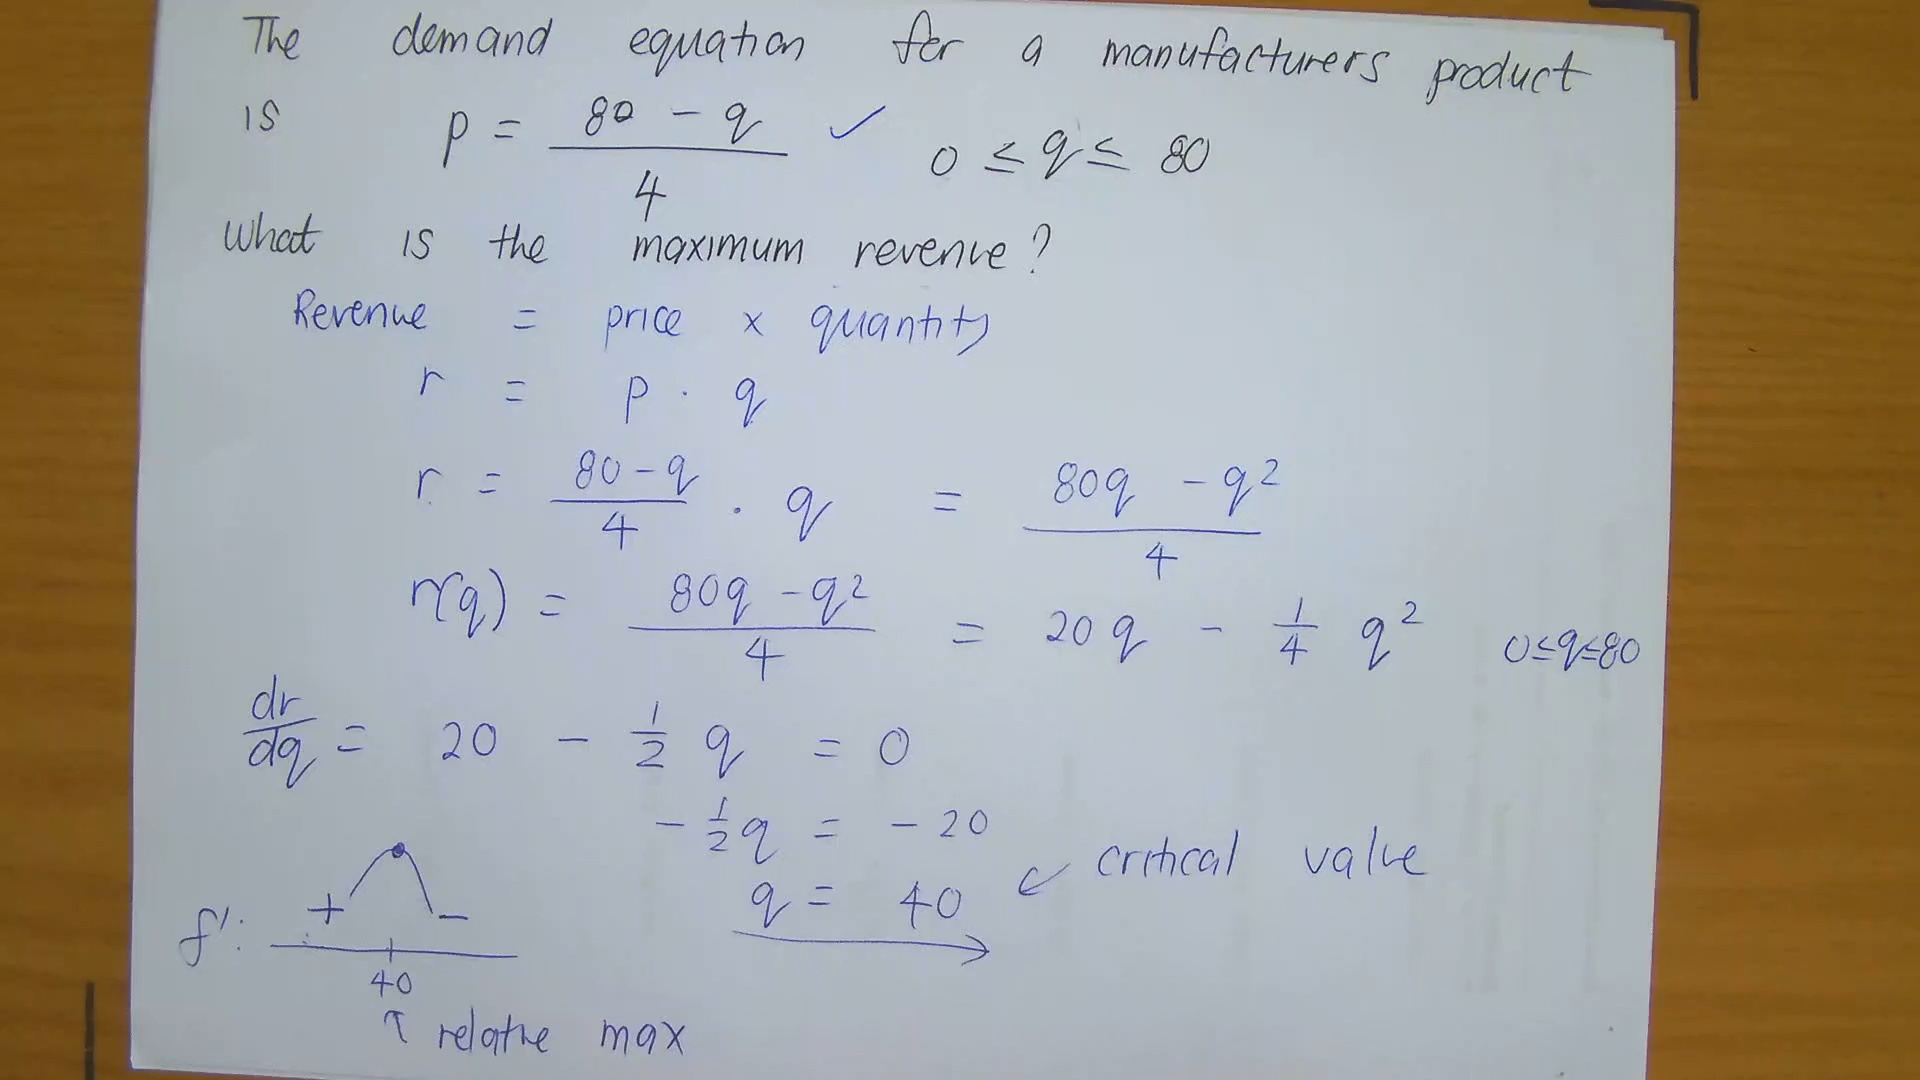 The demand equation for a manufacturers product
is p = (80 - q)/4 ✓ 0 ≤ q ≤ 80
What is the maximum revenue?
Revenue = price x quantity
r = p · q
r = (80 - q)/4 · q = (80q - q²)/4
r(q) = (80q - q²)/4 = 20q - 1/4 q² 0≤q≤80
dr/dq = 20 - 1/2 q = 0
- 1/2 q = - 20
q = 40 ↙ critical value
f': + −
40
↑ relative max